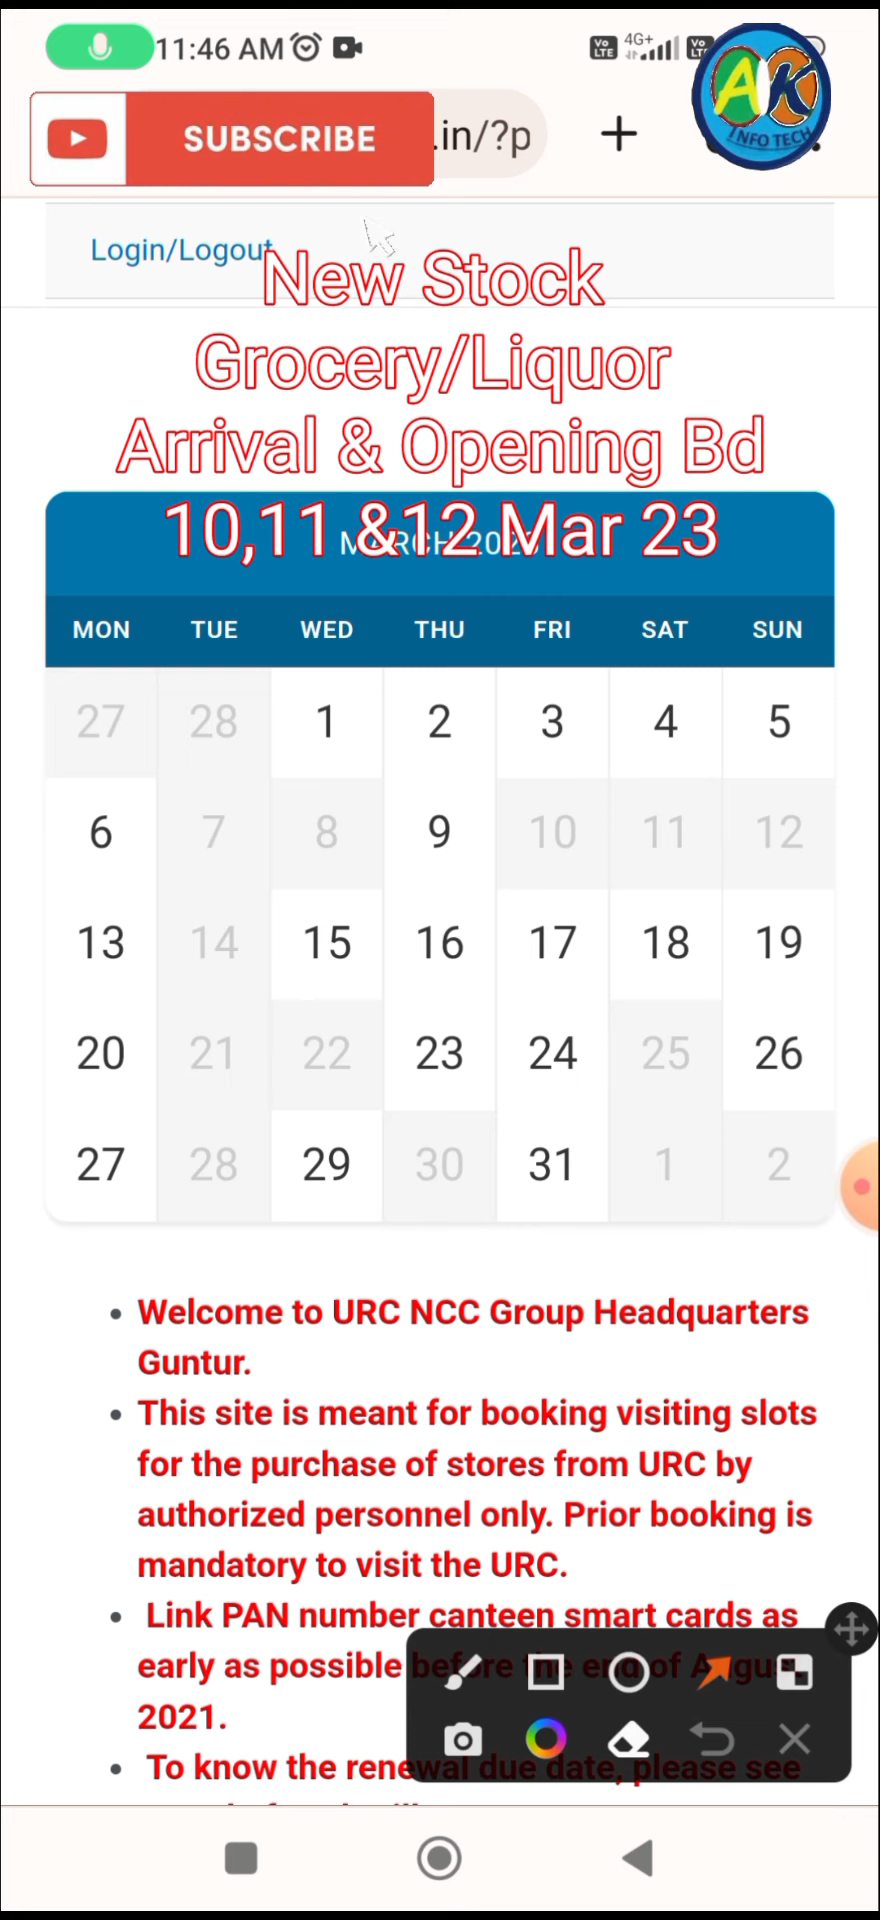 11:46 AM
Vo LTE 4G+ Vo LT
SUBSCRIBE
.in/?p
AK
INFO TECH
Login/Logout
New Stock
Grocery/Liquor
Arrival & Opening Bd
10,11 &12 Mar 23
MARCH 2023
MON TUE WED THU FRI SAT SUN
27 28 1 2 3 4 5
6 7 8 9 10 11 12
13 14 15 16 17 18 19
20 21 22 23 24 25 26
27 28 29 30 31 1 2
• Welcome to URC NCC Group Headquarters
Guntur.
• This site is meant for booking visiting slots
for the purchase of stores from URC by
authorized personnel only. Prior booking is
mandatory to visit the URC.
• Link PAN number canteen smart cards as
early as possible before the end of August
2021.
• To know the renewal due date, please see